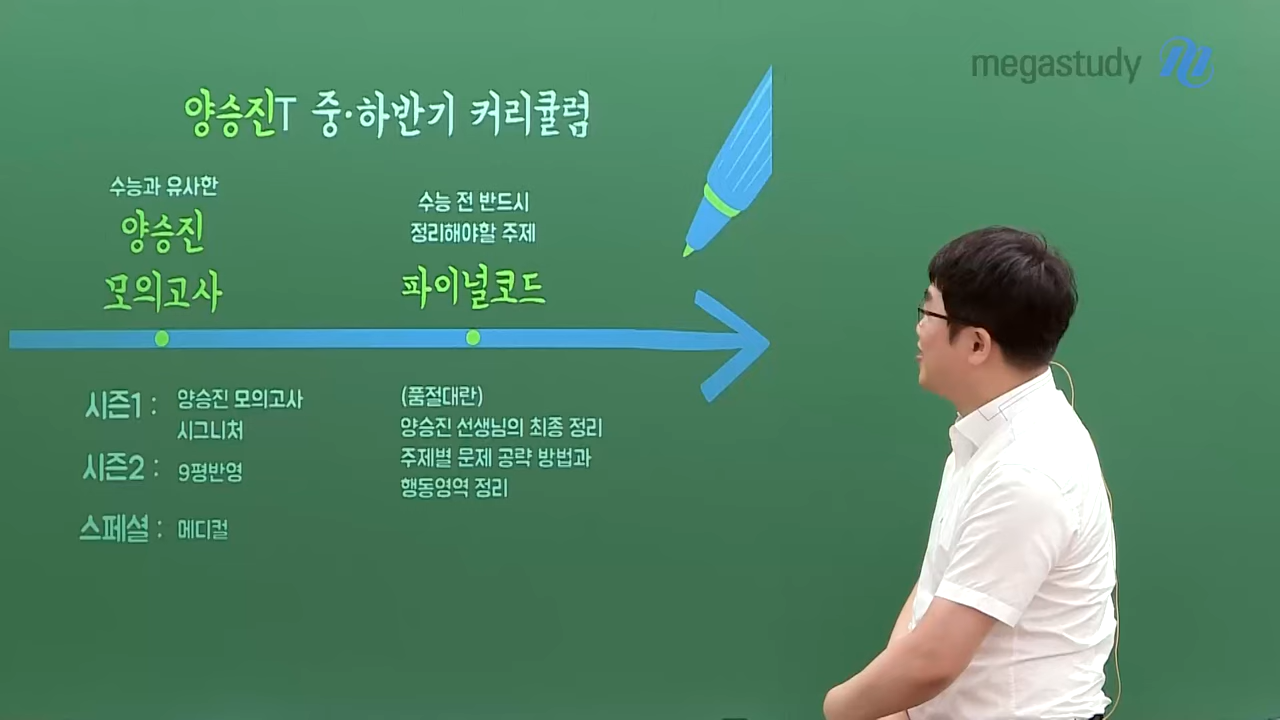 megastudy
양승진T 중·하반기 커리큘럼
수능과 유사한
양승진
모의고사
수능 전 반드시
정리해야할 주제
파이널코드
시즌1 : 양승진 모의고사
시그니처
시즌2 : 9평반영
스페셜 : 메디컬
(품절대란)
양승진 선생님의 최종 정리
주제별 문제 공략 방법과
행동영역 정리